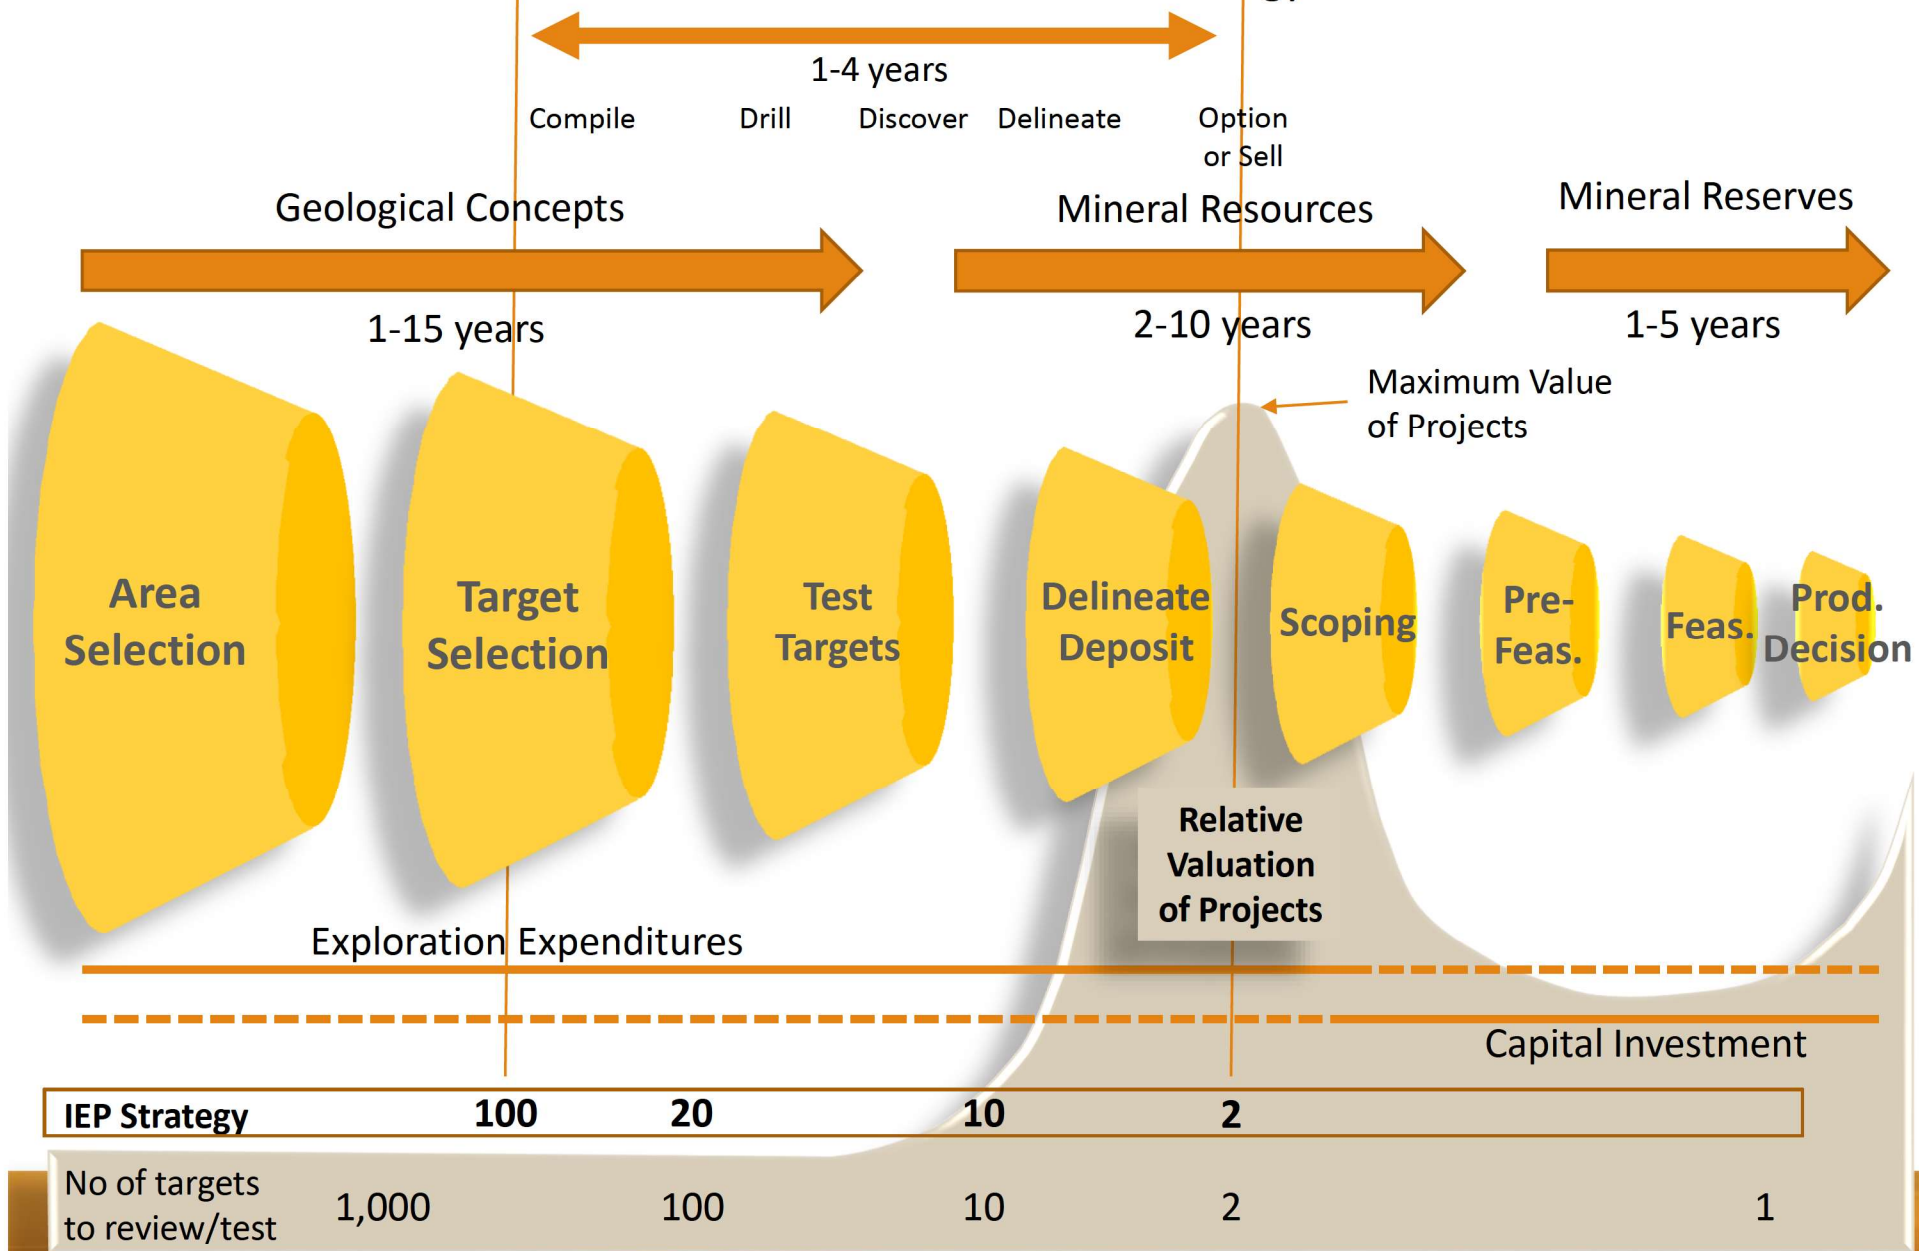 1-4 years
Compile Drill Discover Delineate Option
or Sell
Geological Concepts Mineral Resources Mineral Reserves
1-15 years 2-10 years 1-5 years
Maximum Value
of Projects
Area
Selection
Target
Selection
Test
Targets
Delineate
Deposit
Scoping
Pre-
Feas.
Feas.
Prod.
Decision
Relative
Valuation
of Projects
Exploration Expenditures
Capital Investment
IEP Strategy 100 20 10 2
No of targets
to review/test 1,000 100 10 2 1